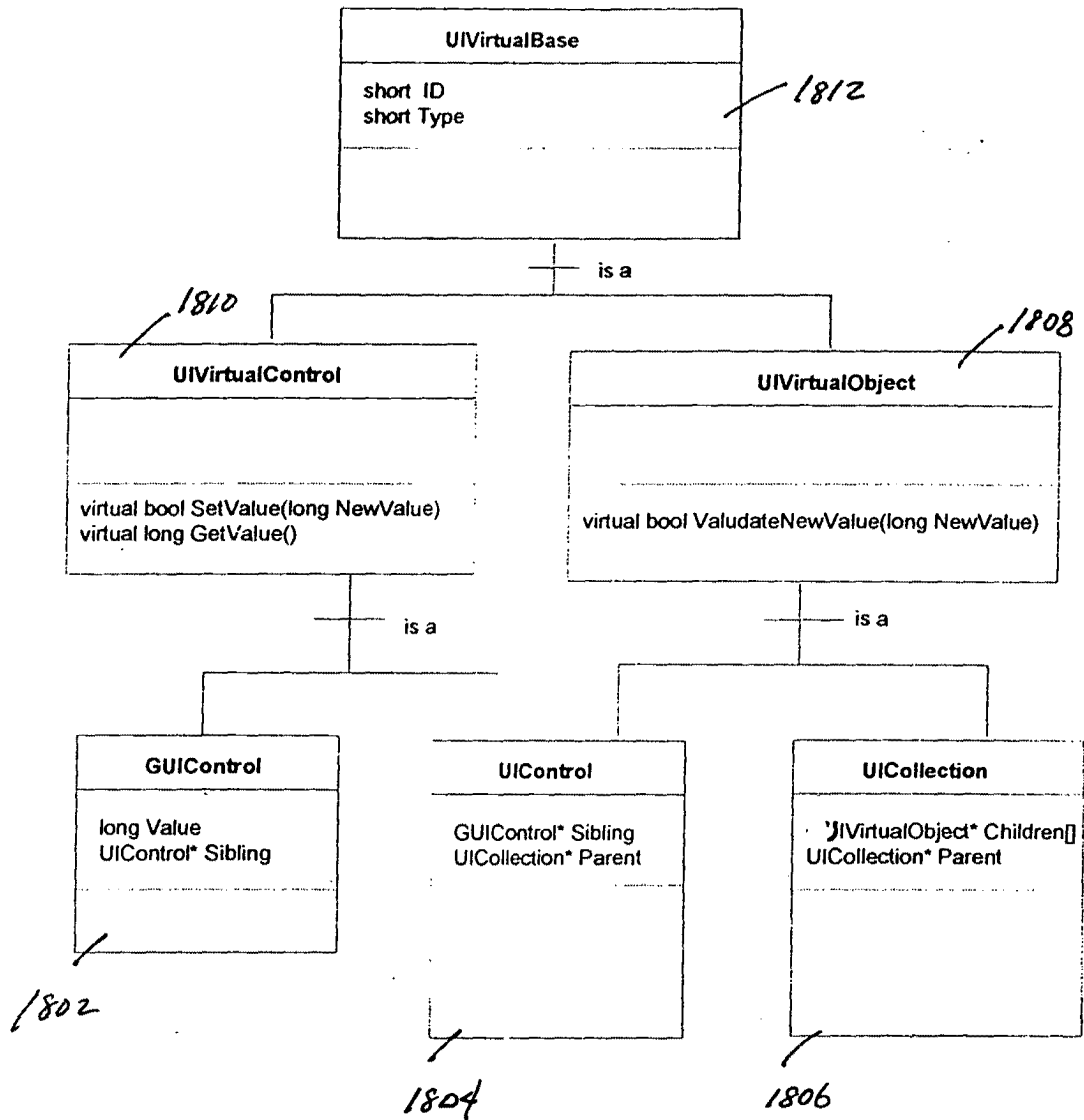 UIVirtualBase
short ID
short Type
1812
is a
1810
1808
UIVirtualControl
UIVirtualObject
virtual bool SetValue(long NewValue)
virtual long GetValue()
virtual bool ValudateNewValue(long NewValue)
is a
is a
GUIControl
UIControl
UICollection
long Value
UIControl* Sibling
GUIControl* Sibling
UICollection* Parent
UIVirtualObject* Children[]
UICollection* Parent
1802
1804
1806